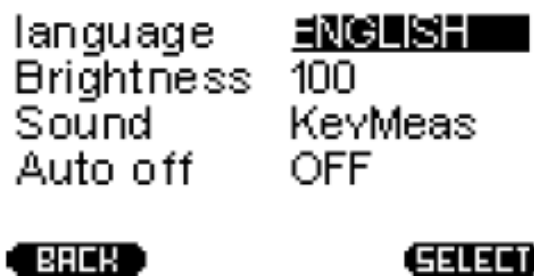 language ENGLISH
Brightness 100
Sound KeyMeas
Auto off OFF
BACK SELECT